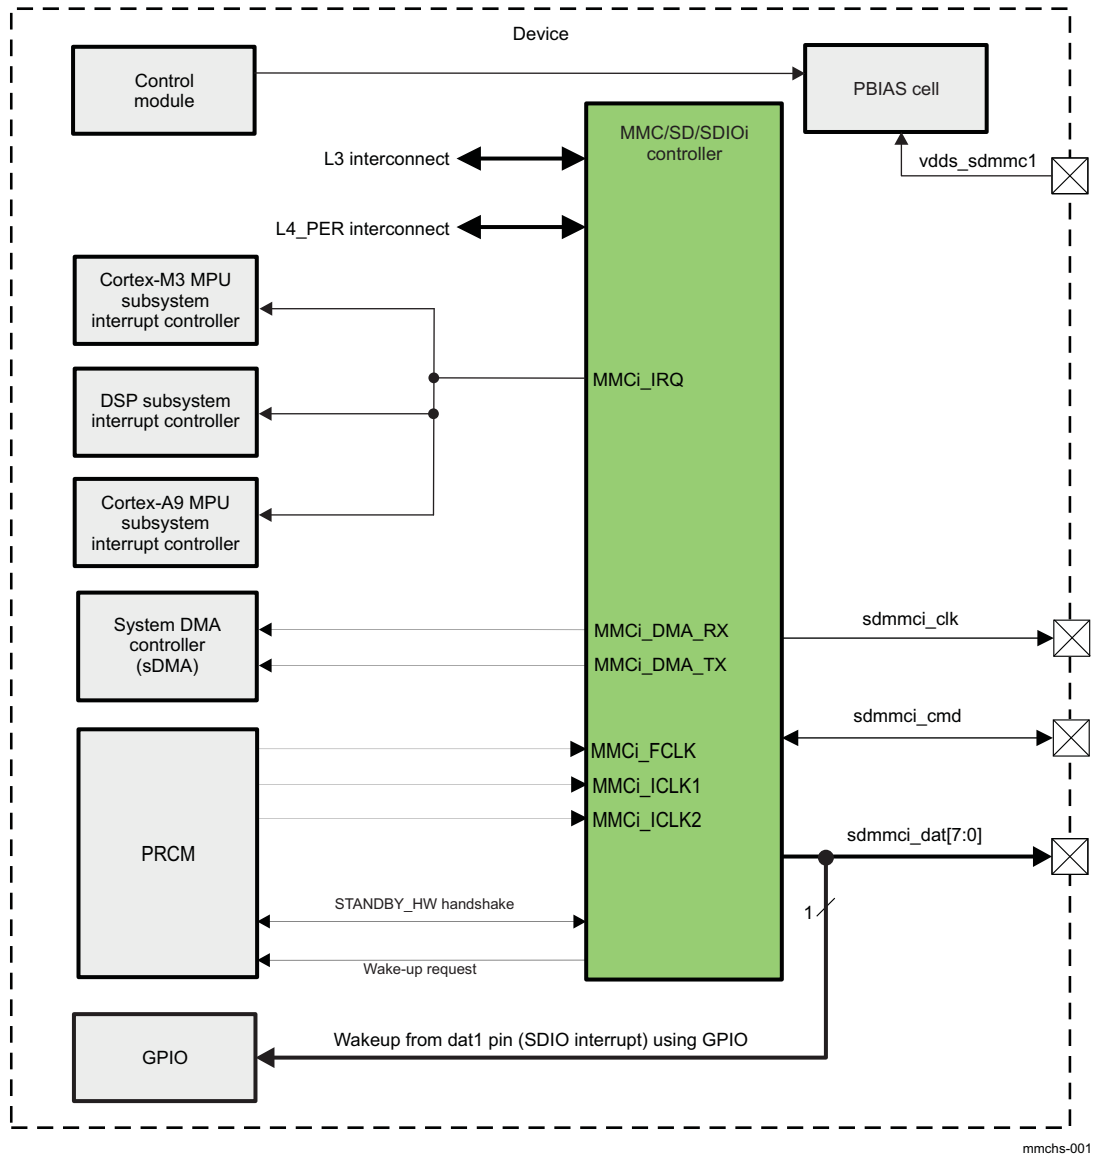 Device
Control
module
PBIAS cell
MMC/SD/SDIOi
controller
L3 interconnect
vdds_sdmmc1
L4_PER interconnect
Cortex-M3 MPU
subsystem
interrupt controller
MMCi_IRQ
DSP subsystem
interrupt controller
Cortex-A9 MPU
subsystem
interrupt controller
System DMA
controller
(sDMA)
MMCi_DMA_RX
MMCi_DMA_TX
sdmmci_clk
sdmmci_cmd
MMCi_FCLK
MMCi_ICLK1
MMCi_ICLK2
PRCM
sdmmci_dat[7:0]
STANDBY_HW handshake
1
Wake-up request
Wakeup from dat1 pin (SDIO interrupt) using GPIO
GPIO
mmchs-001